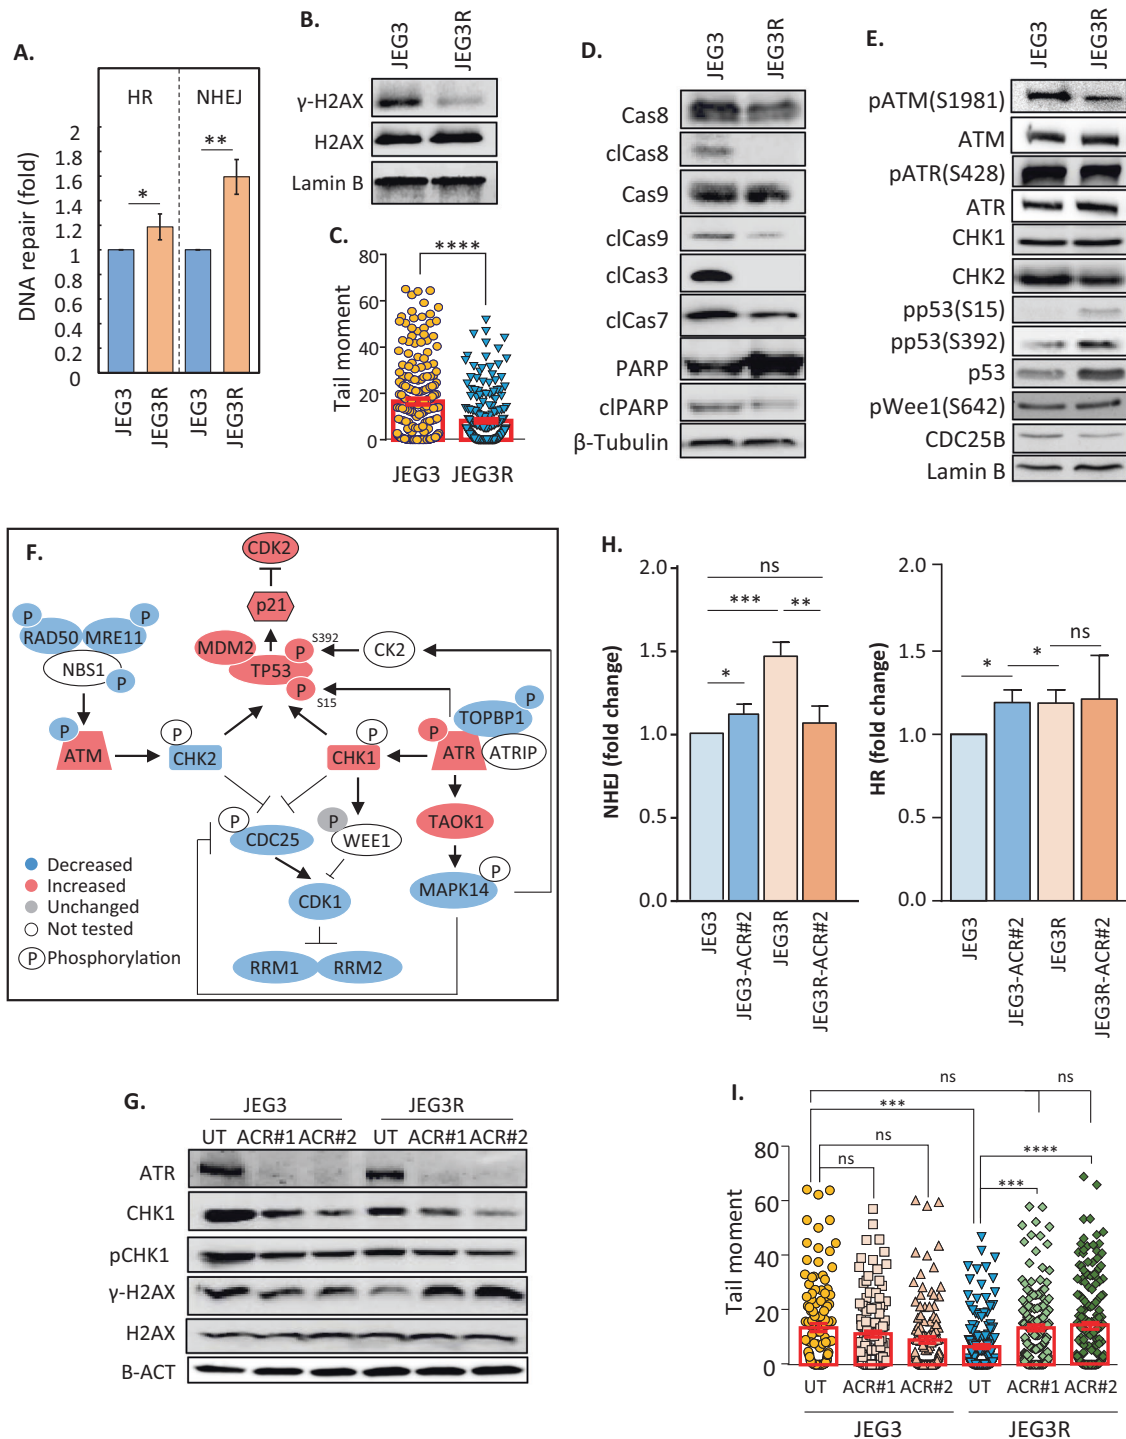 A.
HR NHEJ
DNA repair (fold)
2
1.8
1.6
1.4
1.2
1
0.8
0.6
0.4
0.2
0
*
**
JEG3
JEG3R
JEG3
JEG3R
B.
JEG3
JEG3R
γ-H2AX
H2AX
Lamin B
C.
****
Tail moment
80
60
40
20
0
JEG3 JEG3R
D.
JEG3
JEG3R
Cas8
clCas8
Cas9
clCas9
clCas3
clCas7
PARP
clPARP
β-Tubulin
E.
JEG3
JEG3R
pATM(S1981)
ATM
pATR(S428)
ATR
CHK1
CHK2
pp53(S15)
pp53(S392)
p53
pWee1(S642)
CDC25B
Lamin B
F.
CDK2
p21
P P
RAD50 MRE11
NBS1
P
MDM2
TP53
P S392
P S15
CK2
P
TOPBP1
ATRIP
P
ATM
P
CHK2
P
CHK1
P
ATR
P
CDC25
P
WEE1
TAOK1
CDK1
MAPK14
P
RRM1 RRM2
Decreased
Increased
Unchanged
Not tested
P Phosphorylation
H.
NHEJ (fold change)
2.0
1.5
1.0
0.5
0.0
ns
***
**
*
JEG3
JEG3-ACR#2
JEG3R
JEG3R-ACR#2
HR (fold change)
2.0
1.5
1.0
0.5
0.0
*
*
ns
JEG3
JEG3-ACR#2
JEG3R
JEG3R-ACR#2
G.
JEG3 JEG3R
UT ACR#1 ACR#2 UT ACR#1 ACR#2
ATR
CHK1
pCHK1
γ-H2AX
H2AX
B-ACT
I.
ns ns
***
ns
****
ns
***
Tail moment
80
60
40
20
0
UT ACR#1 ACR#2 UT ACR#1 ACR#2
JEG3 JEG3R